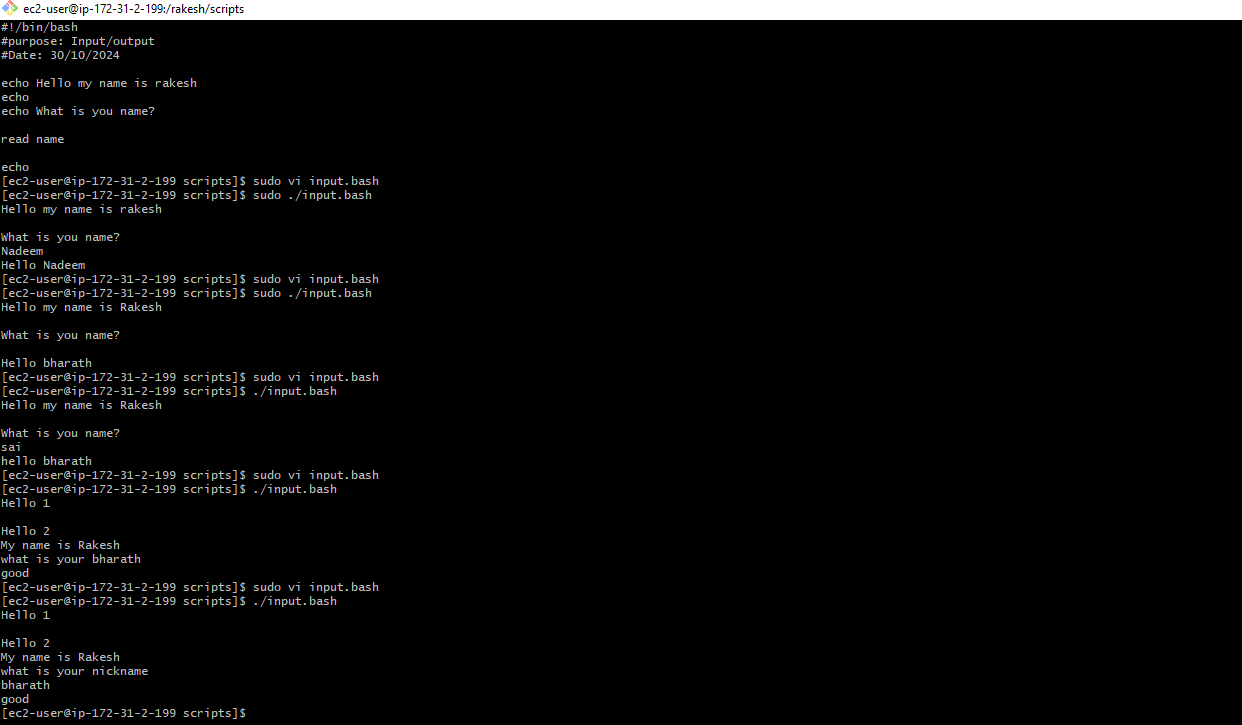 ec2-user@ip-172-31-2-199:/rakesh/scripts
#!/bin/bash
#purpose: Input/output
#Date: 30/10/2024
echo Hello my name is rakesh
echo
echo What is you name?
read name
echo
[ec2-user@ip-172-31-2-199 scripts]$ sudo vi input.bash
[ec2-user@ip-172-31-2-199 scripts]$ sudo ./input.bash
Hello my name is rakesh
What is you name?
Nadeem
Hello Nadeem
[ec2-user@ip-172-31-2-199 scripts]$ sudo vi input.bash
[ec2-user@ip-172-31-2-199 scripts]$ sudo ./input.bash
Hello my name is Rakesh
What is you name?
Hello bharath
[ec2-user@ip-172-31-2-199 scripts]$ sudo vi input.bash
[ec2-user@ip-172-31-2-199 scripts]$ ./input.bash
Hello my name is Rakesh
What is you name?
sai
hello bharath
[ec2-user@ip-172-31-2-199 scripts]$ sudo vi input.bash
[ec2-user@ip-172-31-2-199 scripts]$ ./input.bash
Hello 1
Hello 2
My name is Rakesh
what is your bharath
good
[ec2-user@ip-172-31-2-199 scripts]$ sudo vi input.bash
[ec2-user@ip-172-31-2-199 scripts]$ ./input.bash
Hello 1
Hello 2
My name is Rakesh
what is your nickname
bharath
good
[ec2-user@ip-172-31-2-199 scripts]$